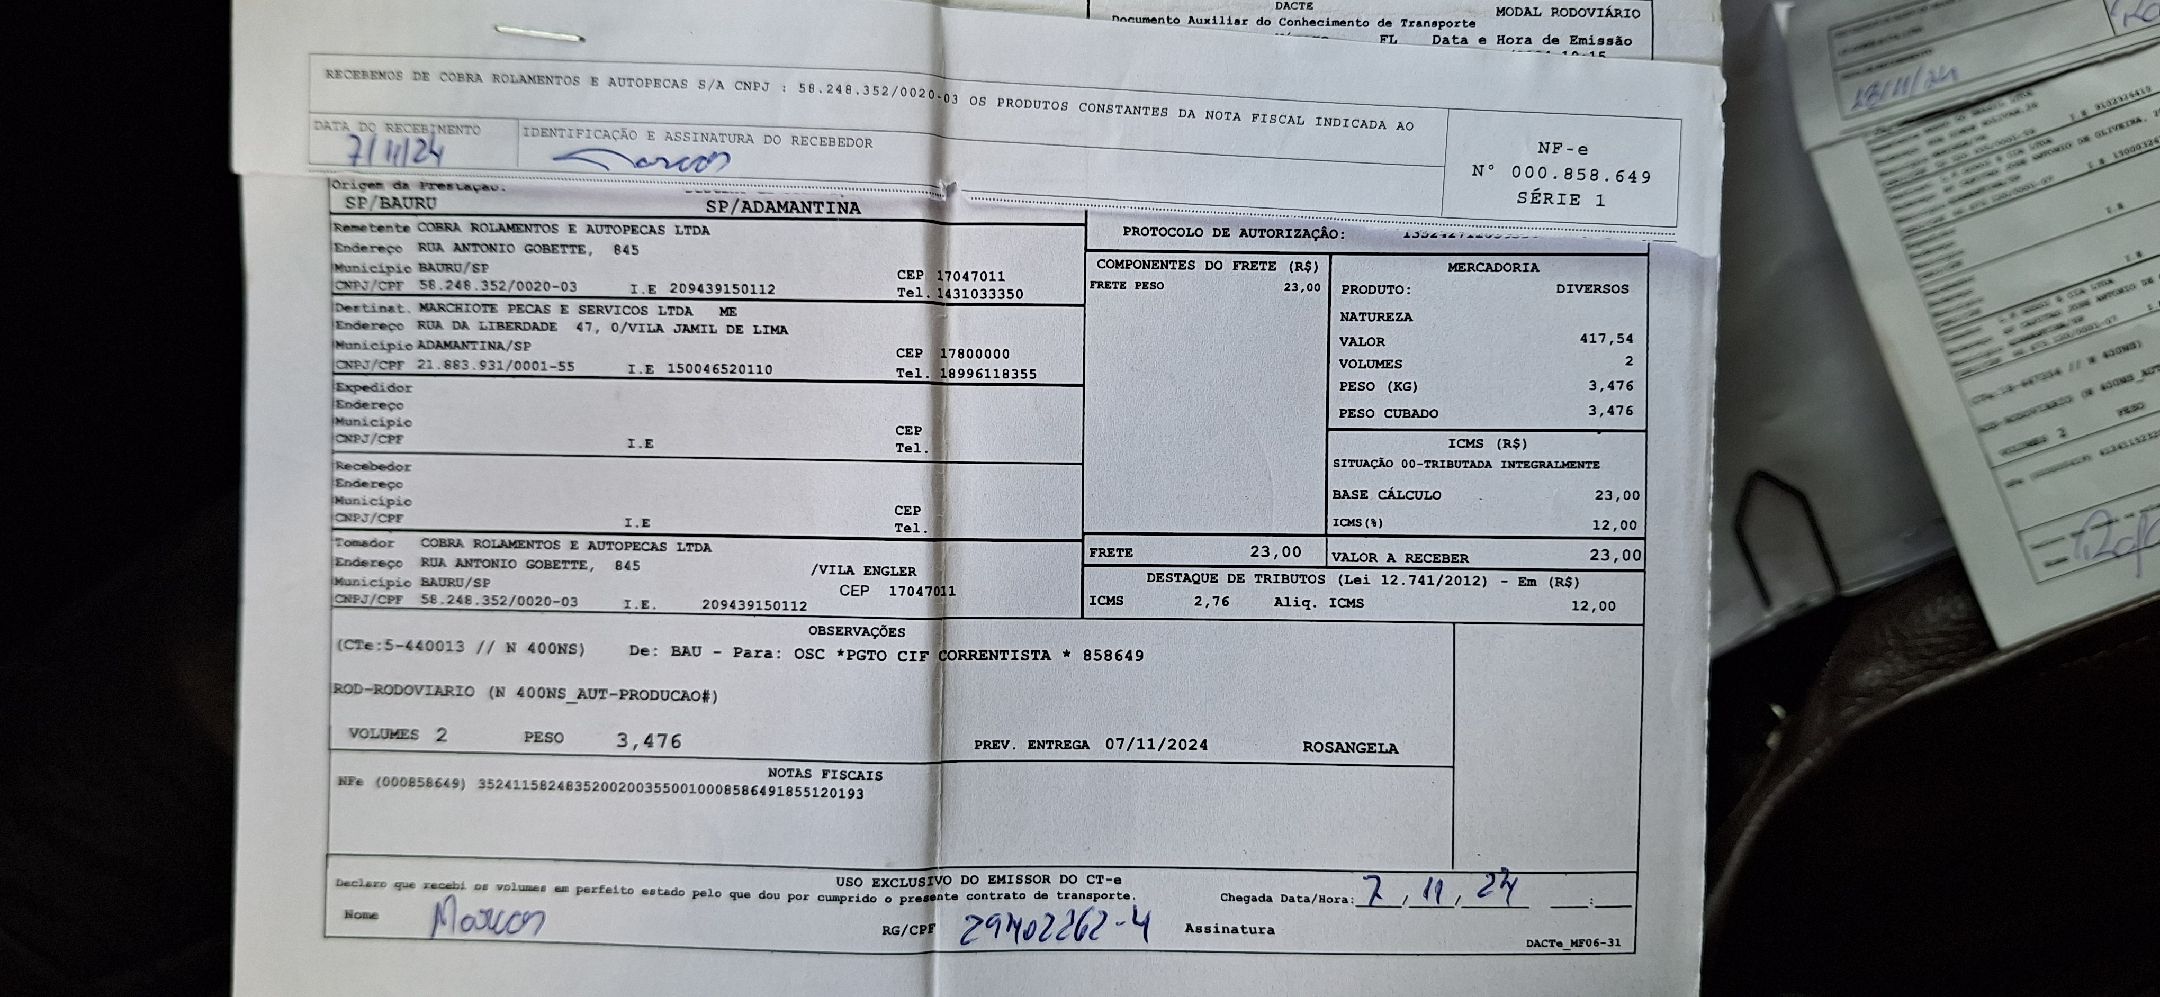 DACTE
MODAL RODOVIÁRIO
Documento Auxiliar do Conhecimento de Transporte
FL Data e Hora de Emissão
RECEBEMOS DE COBRA ROLAMENTOS E AUTOPECAS S/A CNPJ : 58.248.352/0020-03 OS PRODUTOS CONSTANTES DA NOTA FISCAL INDICADA AO
DATA DO RECEBIMENTO
7/11/24
IDENTIFICAÇÃO E ASSINATURA DO RECEBEDOR
Marcos
NF-e
N° 000.858.649
SÉRIE 1
Origem da Prestação.
SP/BAURU
SP/ADAMANTINA
Remetente COBRA ROLAMENTOS E AUTOPECAS LTDA
Endereço RUA ANTONIO GOBETTE, 845
Município BAURU/SP
CEP 17047011
CNPJ/CPF 58.248.352/0020-03 I.E 209439150112 Tel. 1431033350
Destinat. MARCHIOTE PECAS E SERVICOS LTDA ME
Endereço RUA DA LIBERDADE 47, 0/VILA JAMIL DE LIMA
Município ADAMANTINA/SP
CEP 17800000
CNPJ/CPF 21.883.931/0001-55 I.E 150046520110 Tel. 18996118355
Expedidor
Endereço
Município
CEP
CNPJ/CPF I.E Tel.
Recebedor
Endereço
Município
CEP
CNPJ/CPF I.E Tel.
Tomador COBRA ROLAMENTOS E AUTOPECAS LTDA
Endereço RUA ANTONIO GOBETTE, 845 /VILA ENGLER
Município BAURU/SP CEP 17047011
CNPJ/CPF 58.248.352/0020-03 I.E. 209439150112
PROTOCOLO DE AUTORIZAÇÂO:
COMPONENTES DO FRETE (R$)
FRETE PESO 23,00
MERCADORIA
PRODUTO: DIVERSOS
NATUREZA
VALOR 417,54
VOLUMES 2
PESO (KG) 3,476
PESO CUBADO 3,476
ICMS (R$)
SITUAÇÃO 00-TRIBUTADA INTEGRALMENTE
BASE CÁLCULO 23,00
ICMS(%) 12,00
FRETE 23,00
VALOR A RECEBER 23,00
DESTAQUE DE TRIBUTOS (Lei 12.741/2012) - Em (R$)
ICMS 2,76 Aliq. ICMS 12,00
OBSERVAÇÕES
(CTe:5-440013 // N 400NS) De: BAU - Para: OSC *PGTO CIF CORRENTISTA * 858649
ROD-RODOVIARIO (N 400NS_AUT-PRODUCAO#)
VOLUMES 2 PESO 3,476 PREV. ENTREGA 07/11/2024 ROSANGELA
NOTAS FISCAIS
NFe (000858649) 35241158248352002003550010008586491855120193
USO EXCLUSIVO DO EMISSOR DO CT-e
Declaro que recebi os volumes em perfeito estado pelo que dou por cumprido o presente contrato de transporte.
Chegada Data/Hora: 7 / 11 / 24 __:__
Nome Marcos
RG/CPF 29402262-4
Assinatura
DACTe_MF06-31